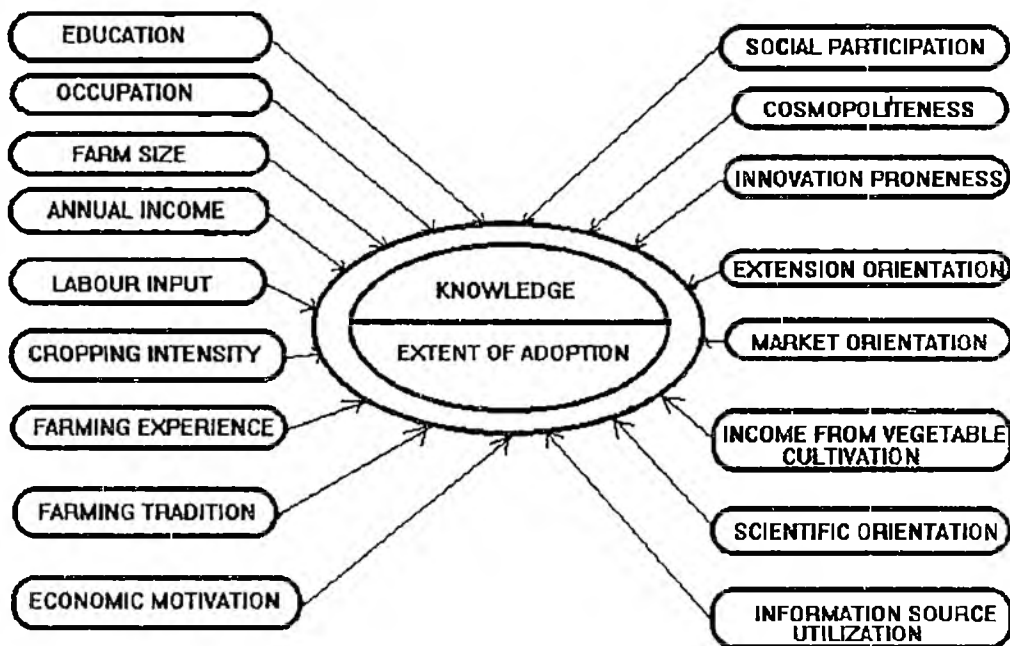 EDUCATION
OCCUPATION
FARM SIZE
ANNUAL INCOME
LABOUR INPUT
CROPPING INTENSITY
FARMING EXPERIENCE
FARMING TRADITION
ECONOMIC MOTIVATION
KNOWLEDGE
EXTENT OF ADOPTION
SOCIAL PARTICIPATION
COSMOPOLITENESS
INNOVATION PRONENESS
EXTENSION ORIENTATION
MARKET ORIENTATION
INCOME FROM VEGETABLE
CULTIVATION
SCIENTIFIC ORIENTATION
INFORMATION SOURCE
UTILIZATION